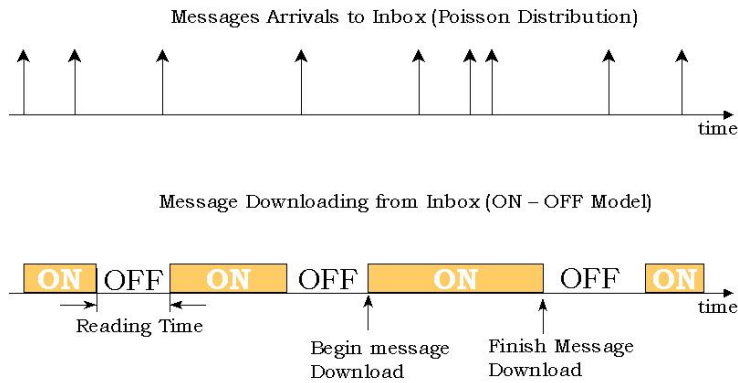 Messages Arrivals to Inbox (Poisson Distribution)
time
Message Downloading from Inbox (ON – OFF Model)
ON OFF ON OFF ON OFF ON
time
Reading Time
Begin message
Download
Finish Message
Download